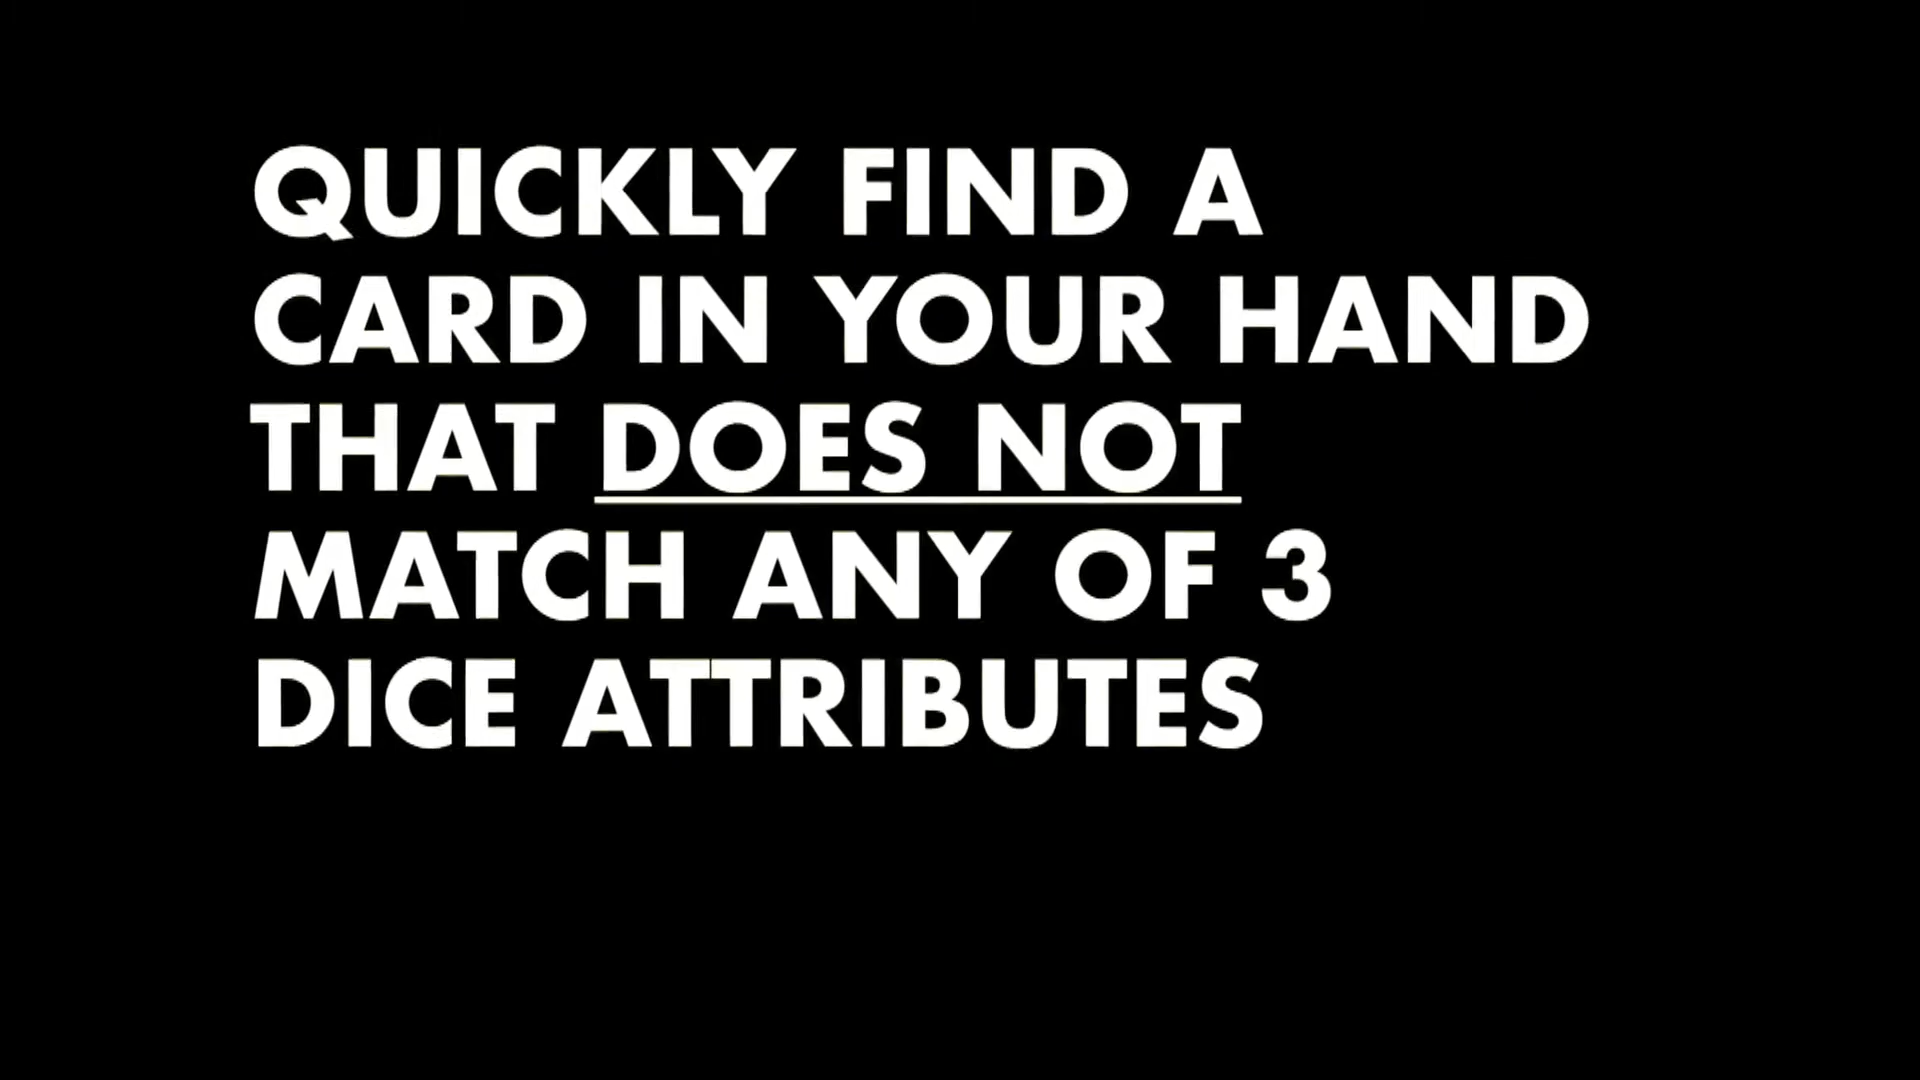 QUICKLY FIND A
CARD IN YOUR HAND
THAT DOES NOT
MATCH ANY OF 3
DICE ATTRIBUTES